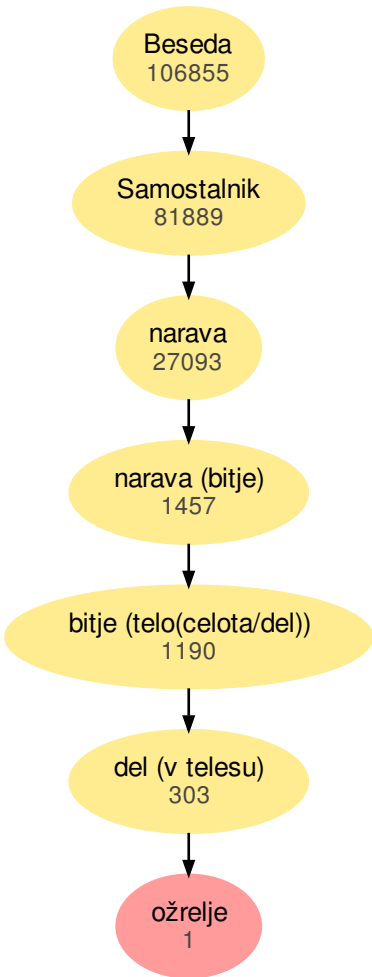 Beseda
106855
Samostalnik
81889
narava
27093
narava (bitje)
1457
bitje (telo(celota/del))
1190
del (v telesu)
303
ožrelje
1